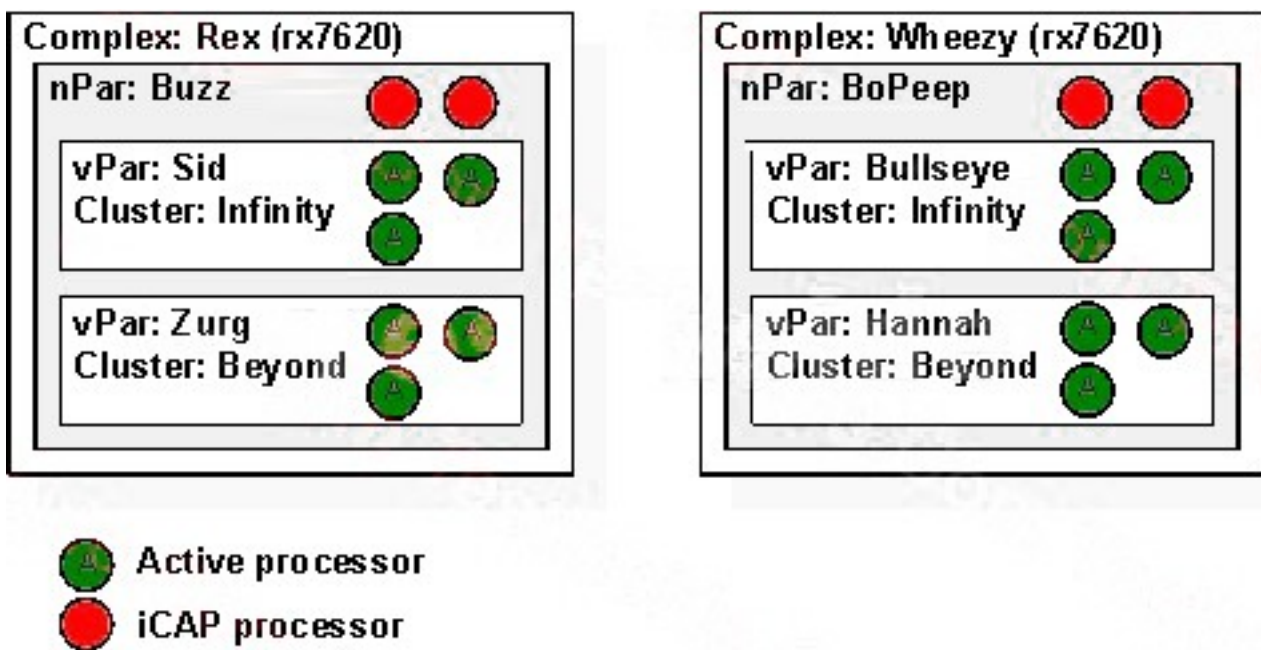 Complex: Rex (rx7620)
nPar: Buzz
vPar: Sid
Cluster: Infinity
A A
A
vPar: Zurg
Cluster: Beyond
A A
A
Complex: Wheezy (rx7620)
nPar: BoPeep
vPar: Bullseye
Cluster: Infinity
A A
A
vPar: Hannah
Cluster: Beyond
A A
A
A Active processor
iCAP processor